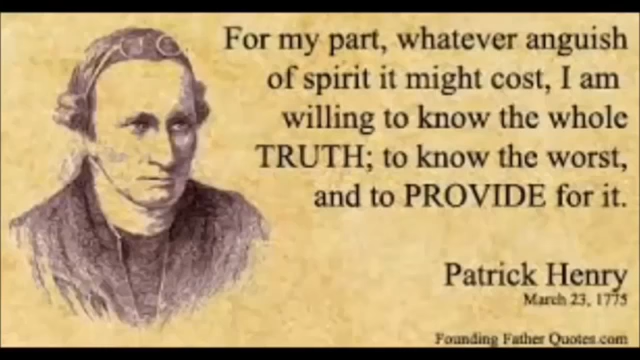 For my part, whatever anguish
of spirit it might cost, I am
willing to know the whole
TRUTH; to know the worst,
and to PROVIDE for it.
Patrick Henry
March 23, 1775
Founding Father Quotes.com